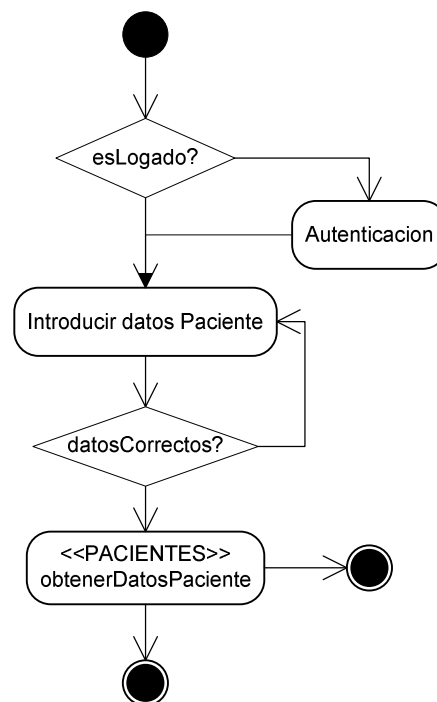 esLogado?
Autenticacion
Introducir datos Paciente
datosCorrectos?
<<PACIENTES>>
obtenerDatosPaciente